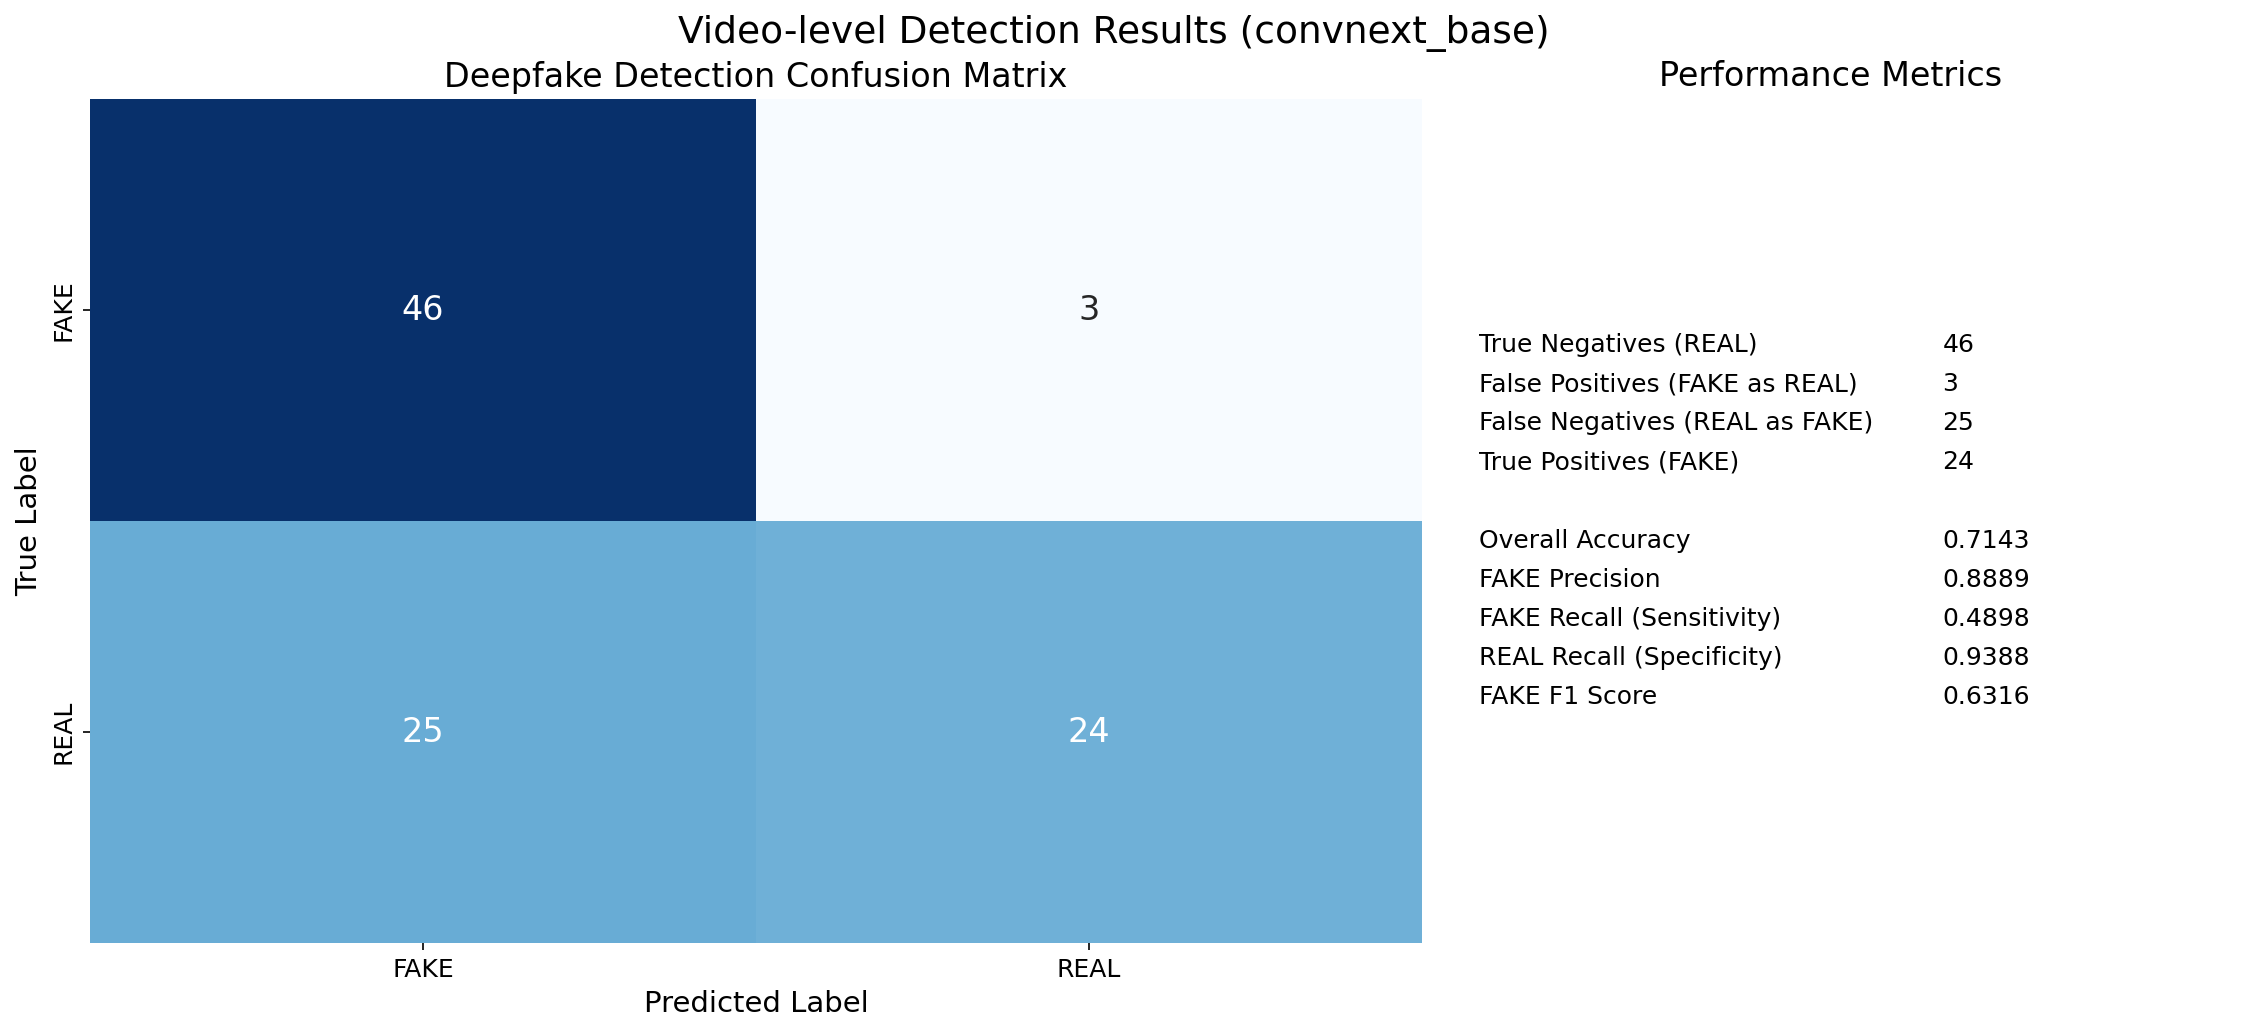 Video-level Detection Results (convnext_base)
Deepfake Detection Confusion Matrix
Performance Metrics
True Label
FAKE
REAL
46
3
25
24
FAKE
REAL
Predicted Label
True Negatives (REAL) 46
False Positives (FAKE as REAL) 3
False Negatives (REAL as FAKE) 25
True Positives (FAKE) 24
Overall Accuracy 0.7143
FAKE Precision 0.8889
FAKE Recall (Sensitivity) 0.4898
REAL Recall (Specificity) 0.9388
FAKE F1 Score 0.6316